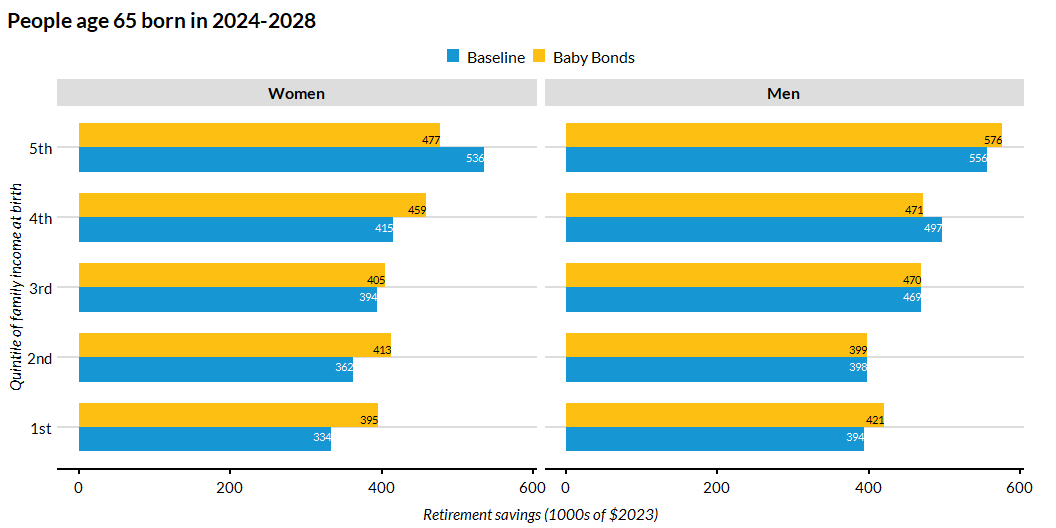 People age 65 born in 2024-2028
Baseline Baby Bonds
Women Men
5th 477 576
536 556
4th 459 471
415 497
3rd 405 470
394 469
2nd 413 399
362 398
1st 395 421
334 394
0 200 400 600 0 200 400 600
Quintile of family income at birth
Retirement savings (1000s of $2023)